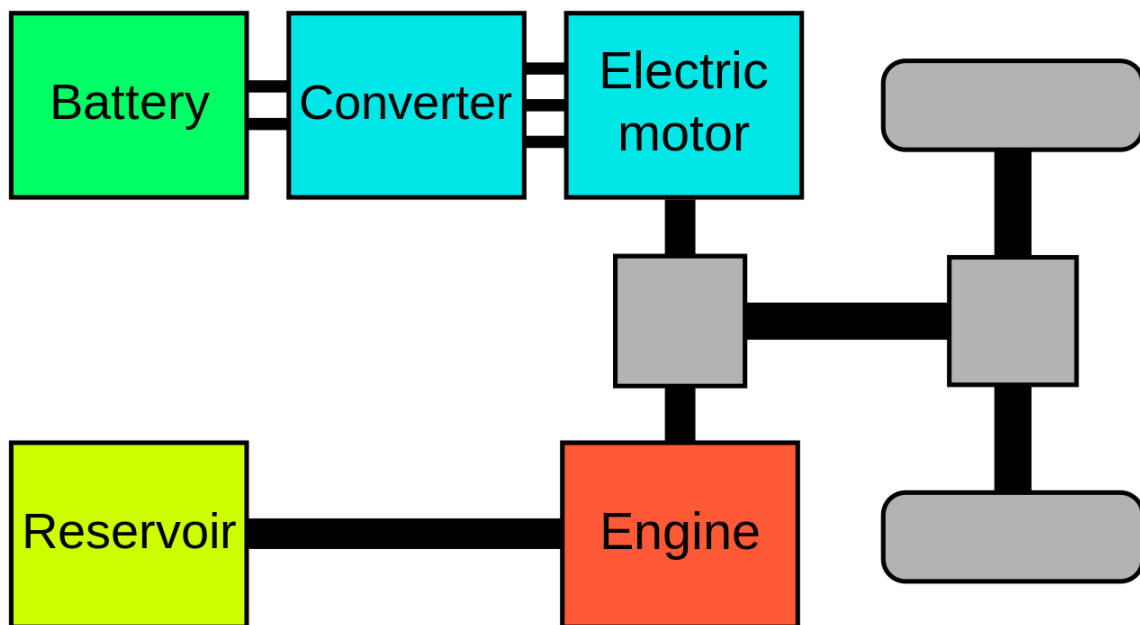 Battery
Converter
Electric
motor
Reservoir
Engine